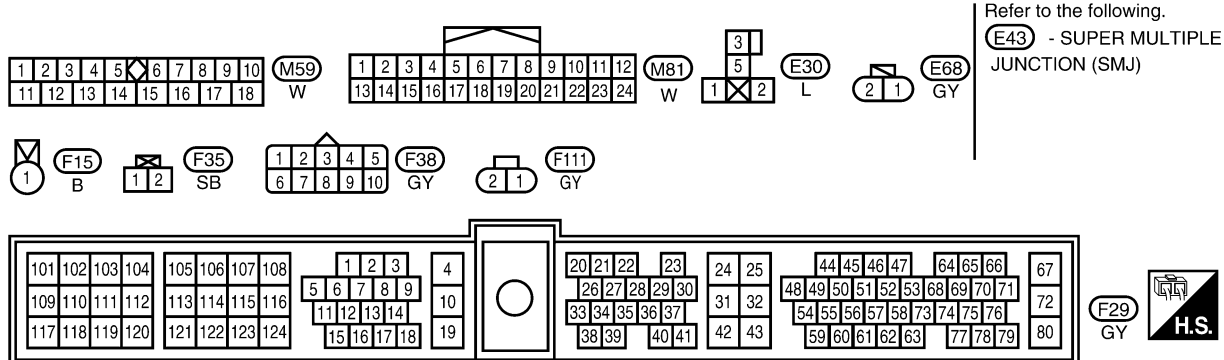 Refer to the following.
E43 - SUPER MULTIPLE
JUNCTION (SMJ)
1 2 3 4 5 6 7 8 9 10
11 12 13 14 15 16 17 18
M59
W
1 2 3 4 5 6 7 8 9 10 11 12
13 14 15 16 17 18 19 20 21 22 23 24
M81
W
3
5
1 2
E30
L
2 1
E68
GY
1
F15
B
1 2
F35
SB
1 2 3 4 5
6 7 8 9 10
F38
GY
2 1
F111
GY
101 102 103 104
109 110 111 112
117 118 119 120
105 106 107 108
113 114 115 116
121 122 123 124
1 2 3
5 6 7 8 9
11 12 13 14
15 16 17 18
4
10
19
20 21 22 23
26 27 28 29 30
33 34 35 36 37
38 39 40 41
24 25
31 32
42 43
44 45 46 47 64 65 66
48 49 50 51 52 53 68 69 70 71
54 55 56 57 58 73 74 75 76
59 60 61 62 63 77 78 79
67
72
80
F29
GY
H.S.